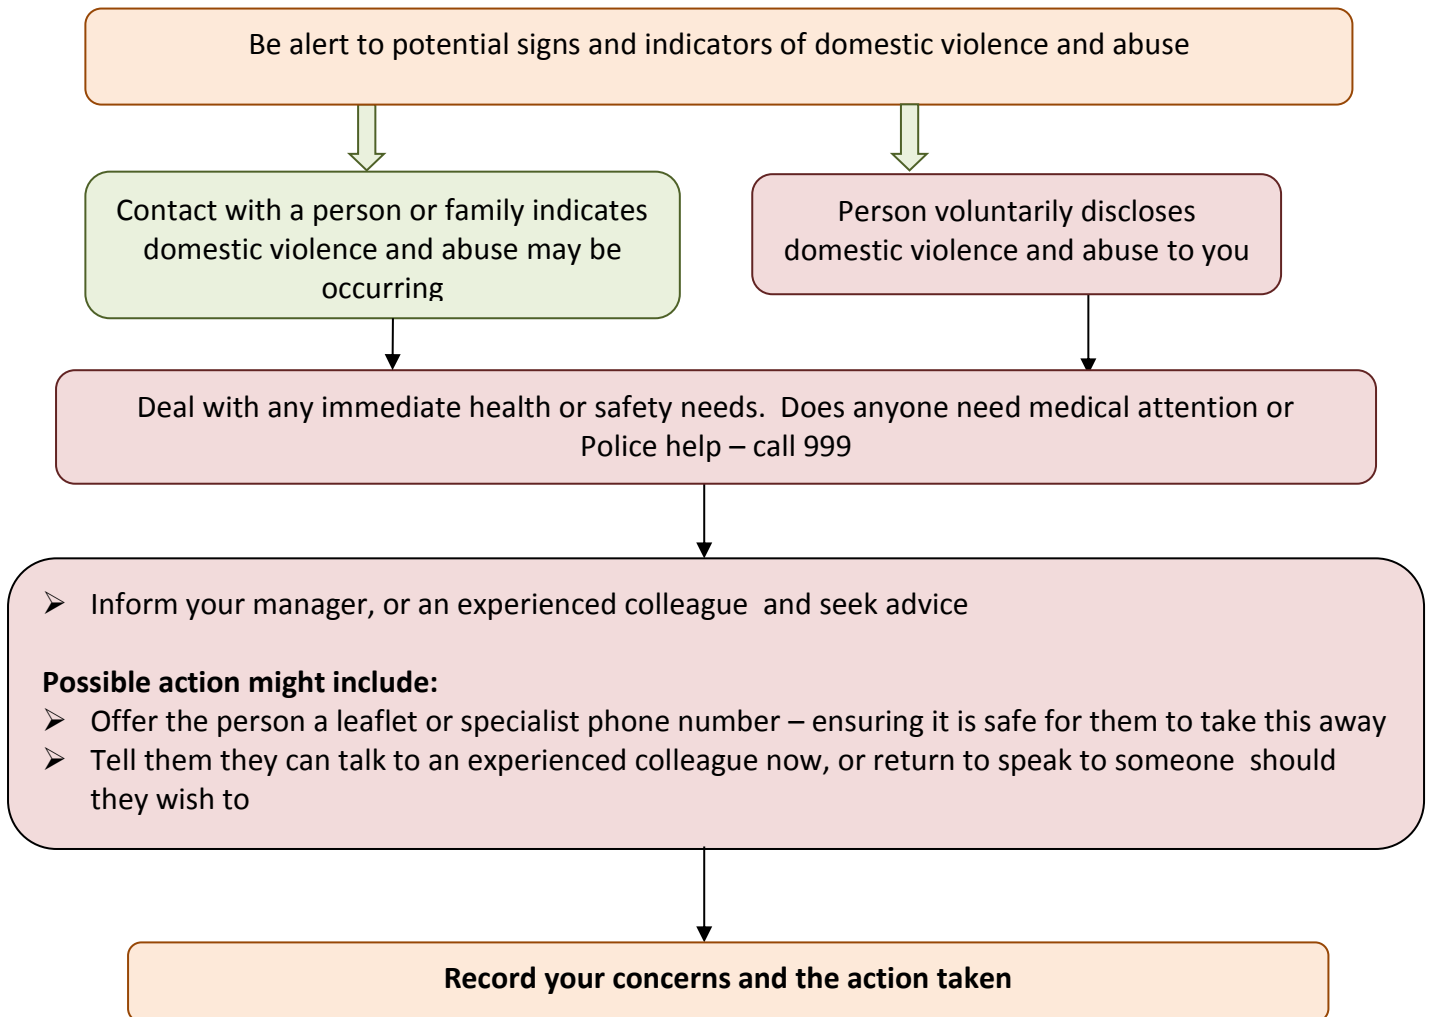 Be alert to potential signs and indicators of domestic violence and abuse
Contact with a person or family indicates
domestic violence and abuse may be
occurring
Person voluntarily discloses
domestic violence and abuse to you
Deal with any immediate health or safety needs.  Does anyone need medical attention or
Police help – call 999
➢ Inform your manager, or an experienced colleague  and seek advice
Possible action might include:
➢ Offer the person a leaflet or specialist phone number – ensuring it is safe for them to take this away
➢ Tell them they can talk to an experienced colleague now, or return to speak to someone  should
they wish to
Record your concerns and the action taken